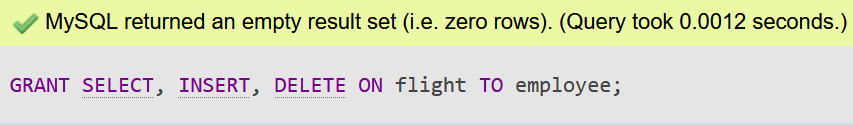 MySQL returned an empty result set (i.e. zero rows). (Query took 0.0012 seconds.)
GRANT SELECT, INSERT, DELETE ON flight TO employee;